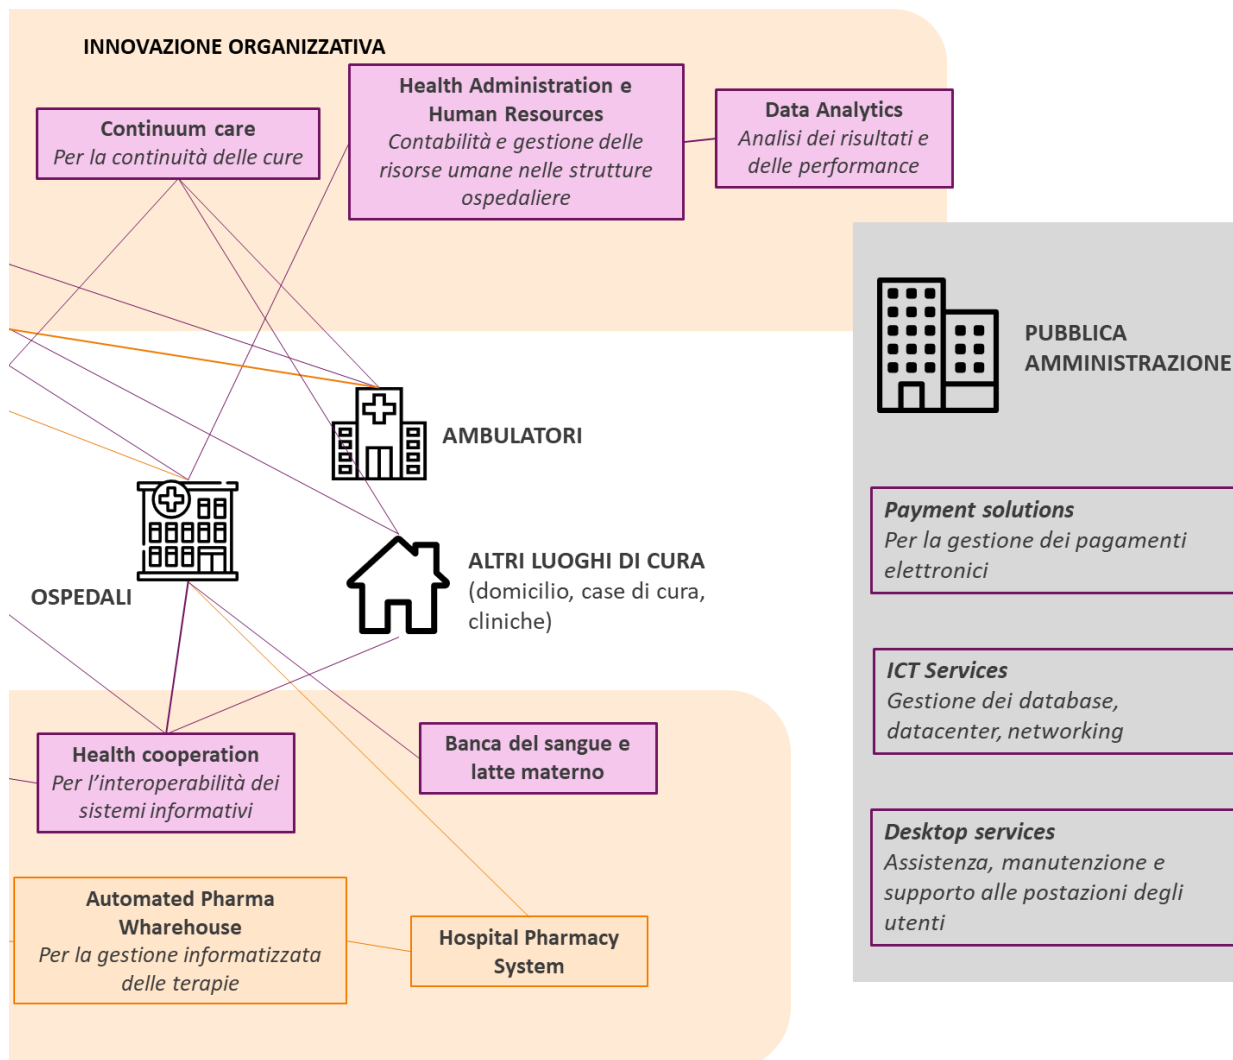 INNOVAZIONE ORGANIZZATIVA
Continuum care
Per la continuità delle cure
Health Administration e
Human Resources
Contabilità e gestione delle
risorse umane nelle strutture
ospedaliere
Data Analytics
Analisi dei risultati e
delle performance
PUBBLICA
AMMINISTRAZIONE
AMBULATORI
OSPEDALI
ALTRI LUOGHI DI CURA
(domicilio, case di cura,
cliniche)
Payment solutions
Per la gestione dei pagamenti
elettronici
ICT Services
Gestione dei database,
datacenter, networking
Desktop services
Assistenza, manutenzione e
supporto alle postazioni degli
utenti
Health cooperation
Per l’interoperabilità dei
sistemi informativi
Banca del sangue e
latte materno
Automated Pharma
Wharehouse
Per la gestione informatizzata
delle terapie
Hospital Pharmacy
System